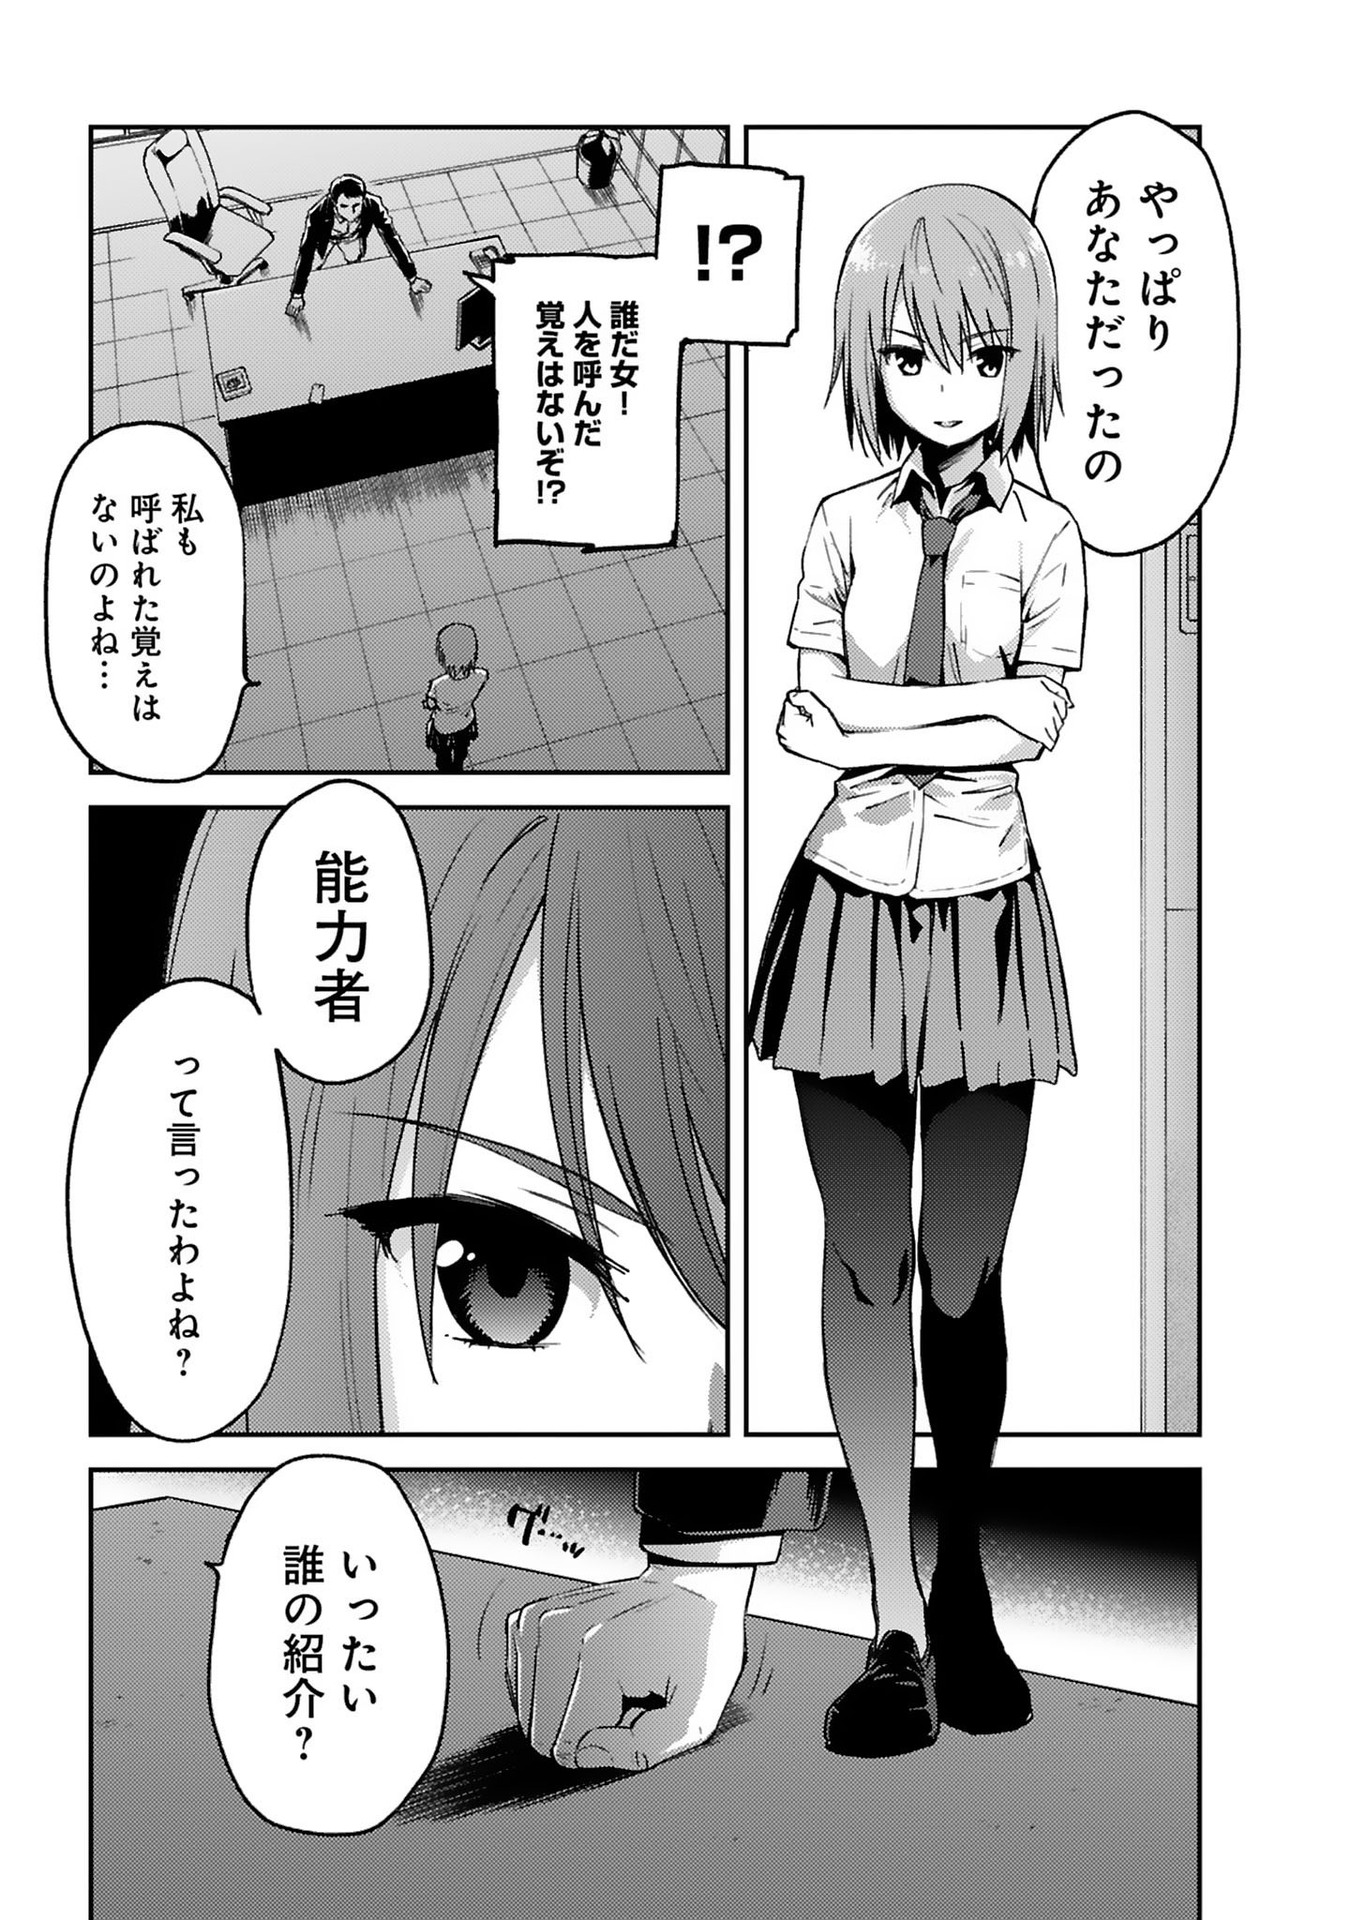 やっぱり
あなただったの
!?
誰だ女！
人を呼んだ
覚えはないぞ!?
私も
呼ばれた覚えは
ないのよね…
能力者
って言ったわよね？
グ…ッ
いったい
誰の紹介？